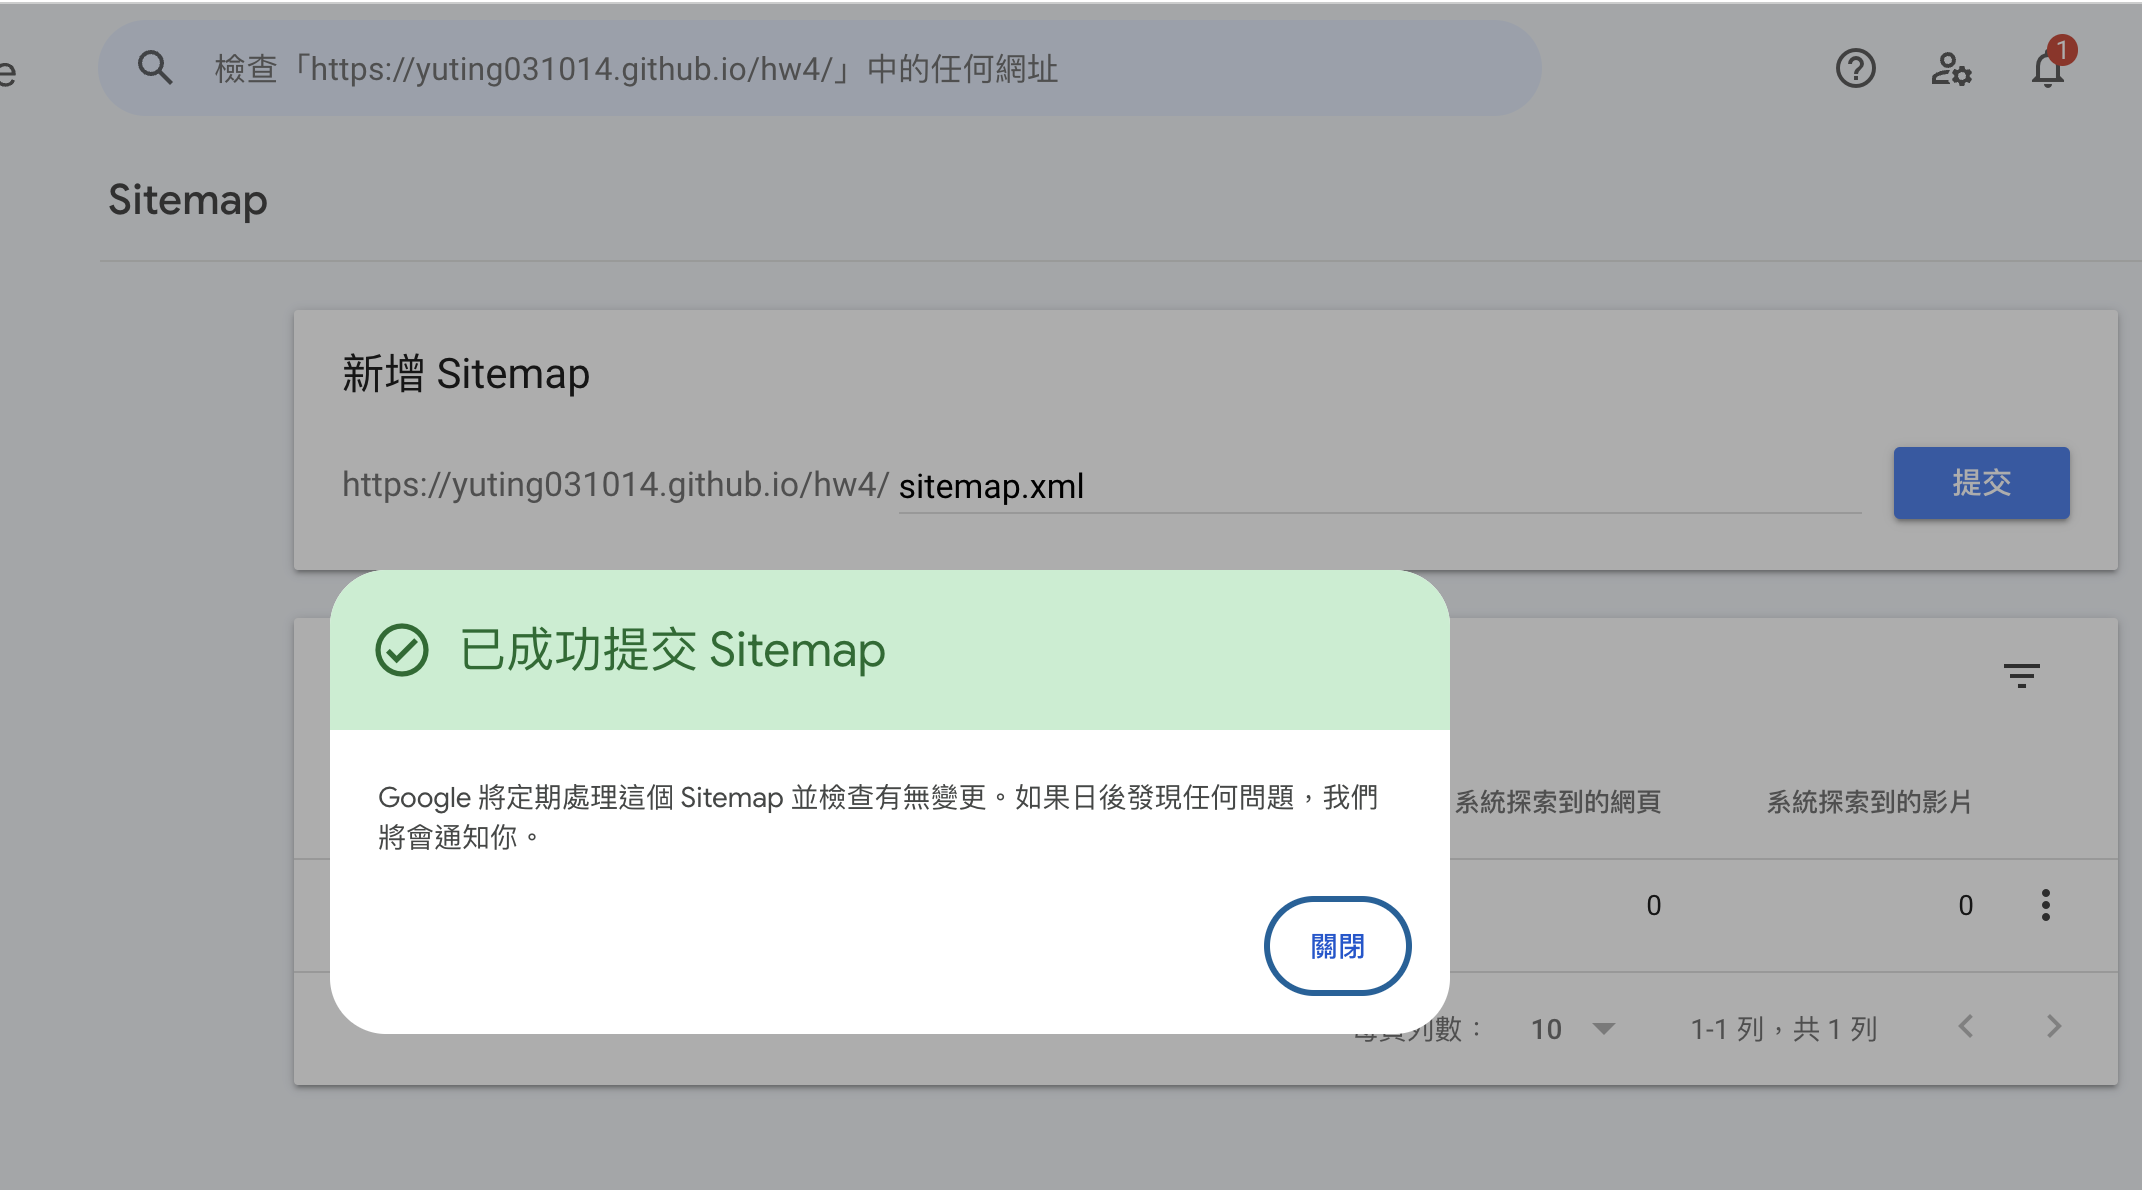 e
檢查「https://yuting031014.github.io/hw4/」中的任何網址
1
Sitemap
新增 Sitemap
https://yuting031014.github.io/hw4/ sitemap.xml
提交
已成功提交 Sitemap
Google 將定期處理這個 Sitemap 並檢查有無變更。如果日後發現任何問題，我們
將會通知你。
關閉
系統探索到的網頁 系統探索到的影片
0 0
每頁列數： 10 1-1 列，共 1 列